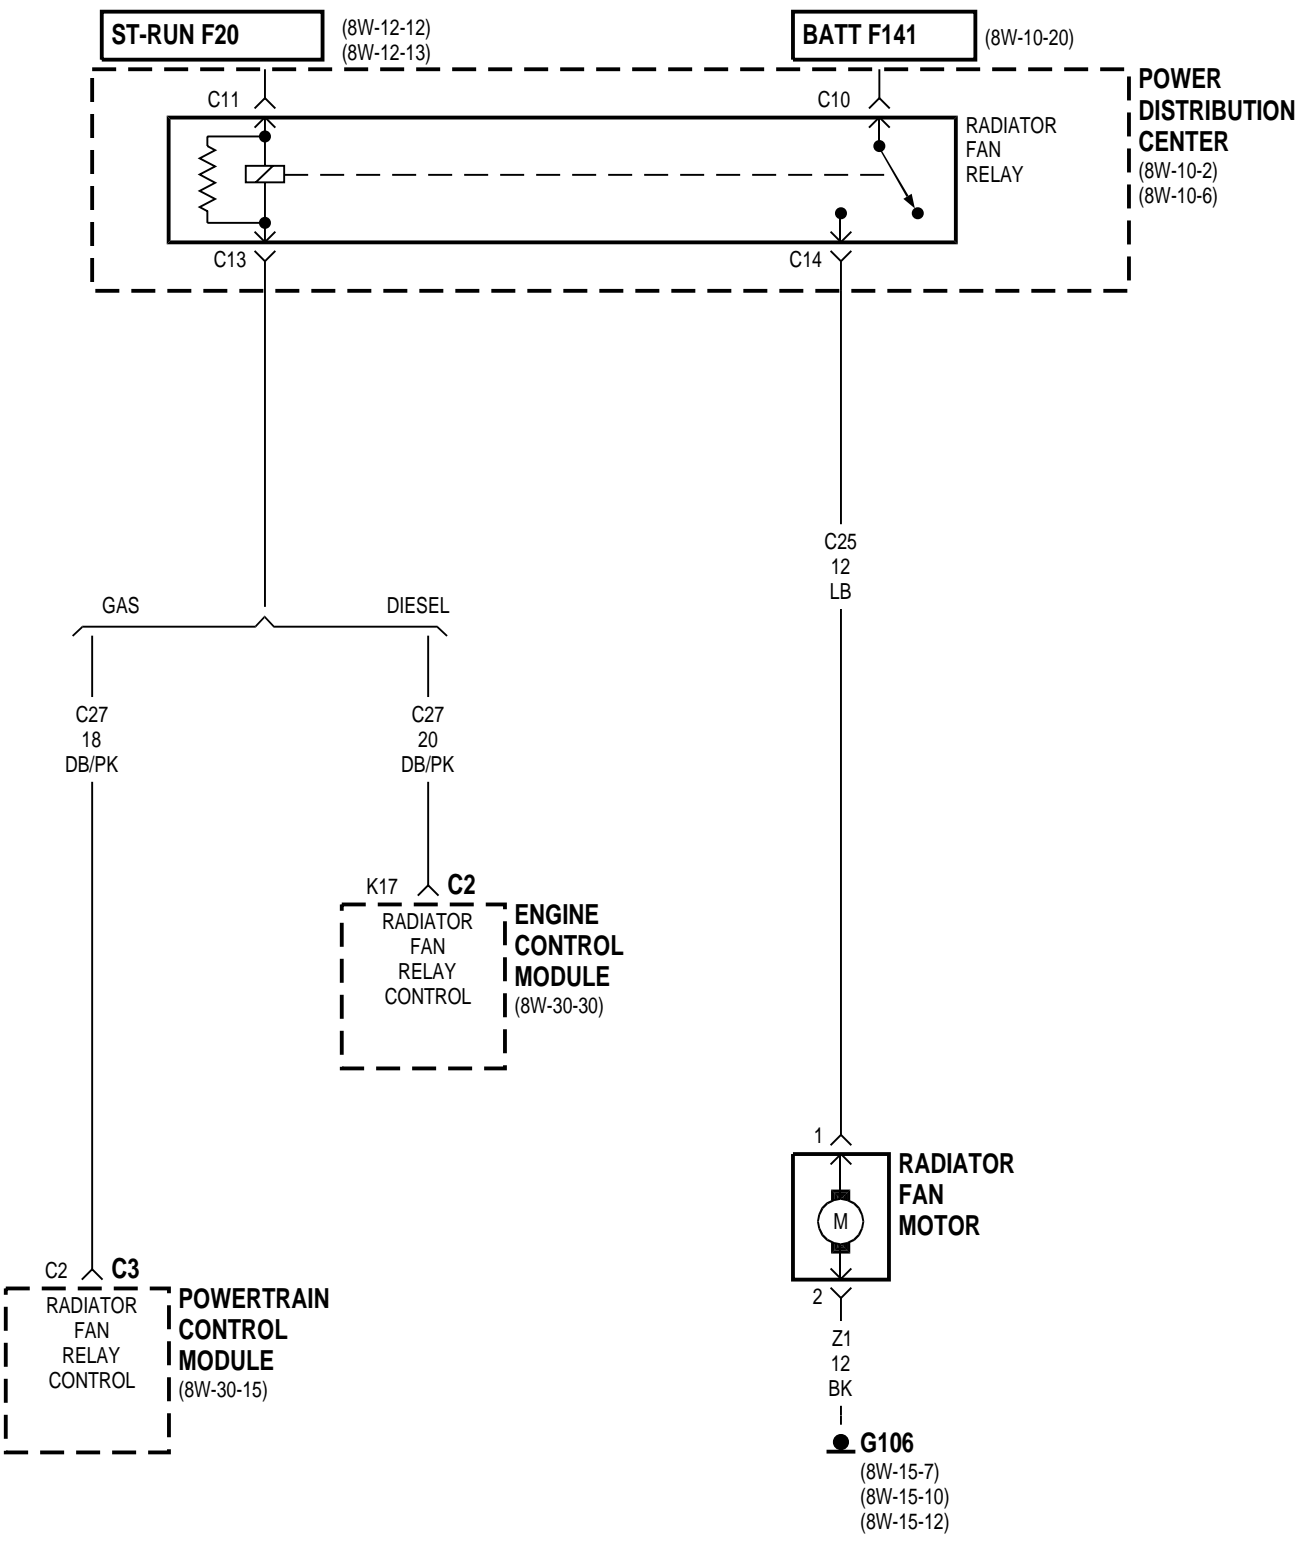 ST-RUN F20
(8W-12-12)
(8W-12-13)
BATT F141
(8W-10-20)
POWER
DISTRIBUTION
CENTER
(8W-10-2)
(8W-10-6)
C11
C10
RADIATOR
FAN
RELAY
C13
C14
C25
12
LB
GAS
DIESEL
C27
18
DB/PK
C27
20
DB/PK
K17
C2
RADIATOR
FAN
RELAY
CONTROL
ENGINE
CONTROL
MODULE
(8W-30-30)
1
RADIATOR
FAN
MOTOR
M
2
Z1
12
BK
G106
(8W-15-7)
(8W-15-10)
(8W-15-12)
C2
C3
RADIATOR
FAN
RELAY
CONTROL
POWERTRAIN
CONTROL
MODULE
(8W-30-15)